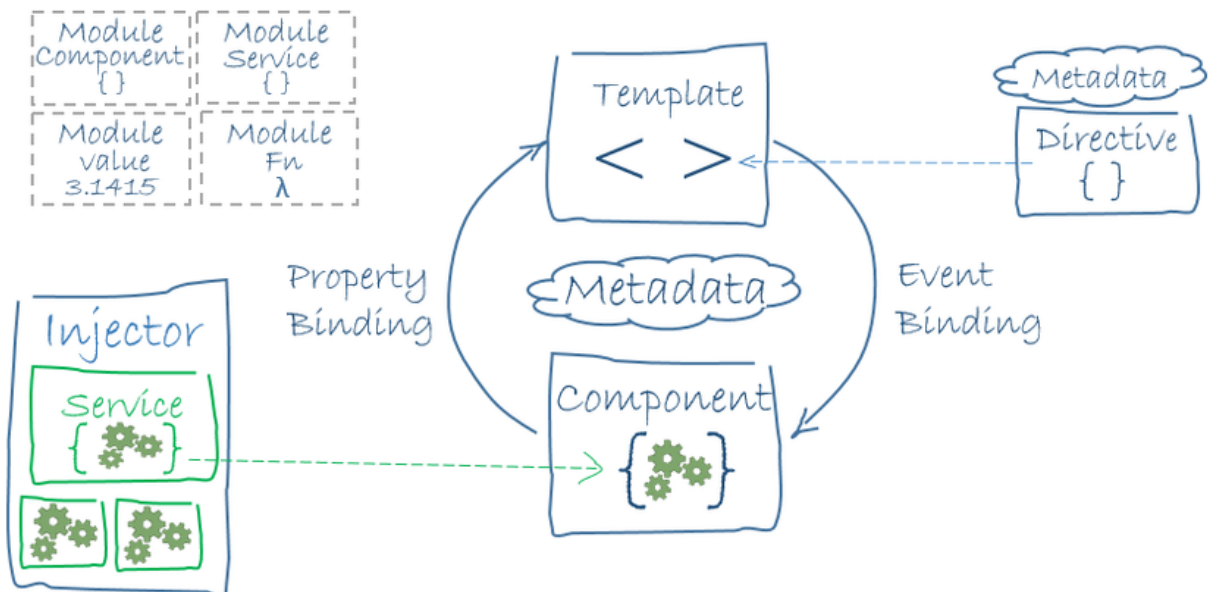 Module
Component
{ }
Module
Service
{ }
Module
value
3.1415
Module
Fn
λ
Template
< >
Metadata
Directive
{ }
Property
Binding
Metadata
Event
Binding
Injector
Service
{ }
Component
{ }